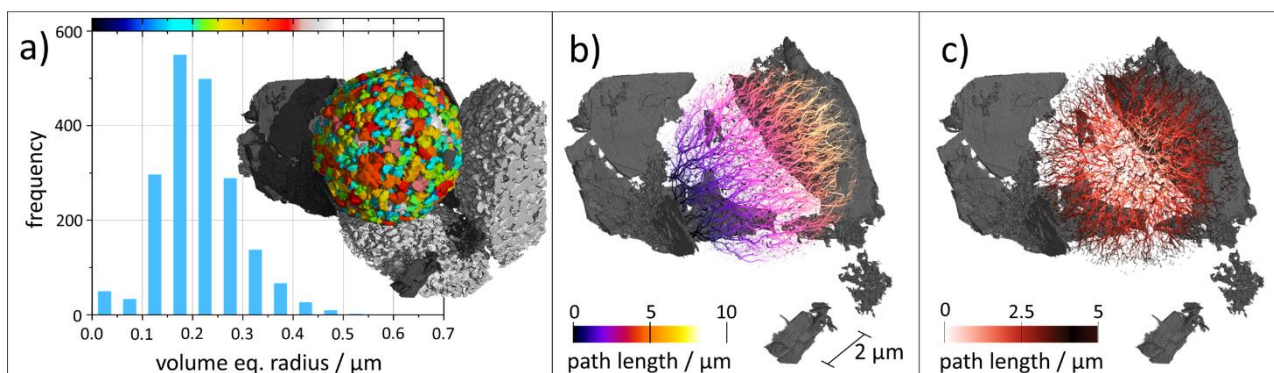 a)
600
400
200
0
frequency
0.0 0.1 0.2 0.3 0.4 0.5 0.6 0.7
volume eq. radius / µm
b)
0 5 10
path length / µm
2 µm
c)
0 2.5 5
path length / µm